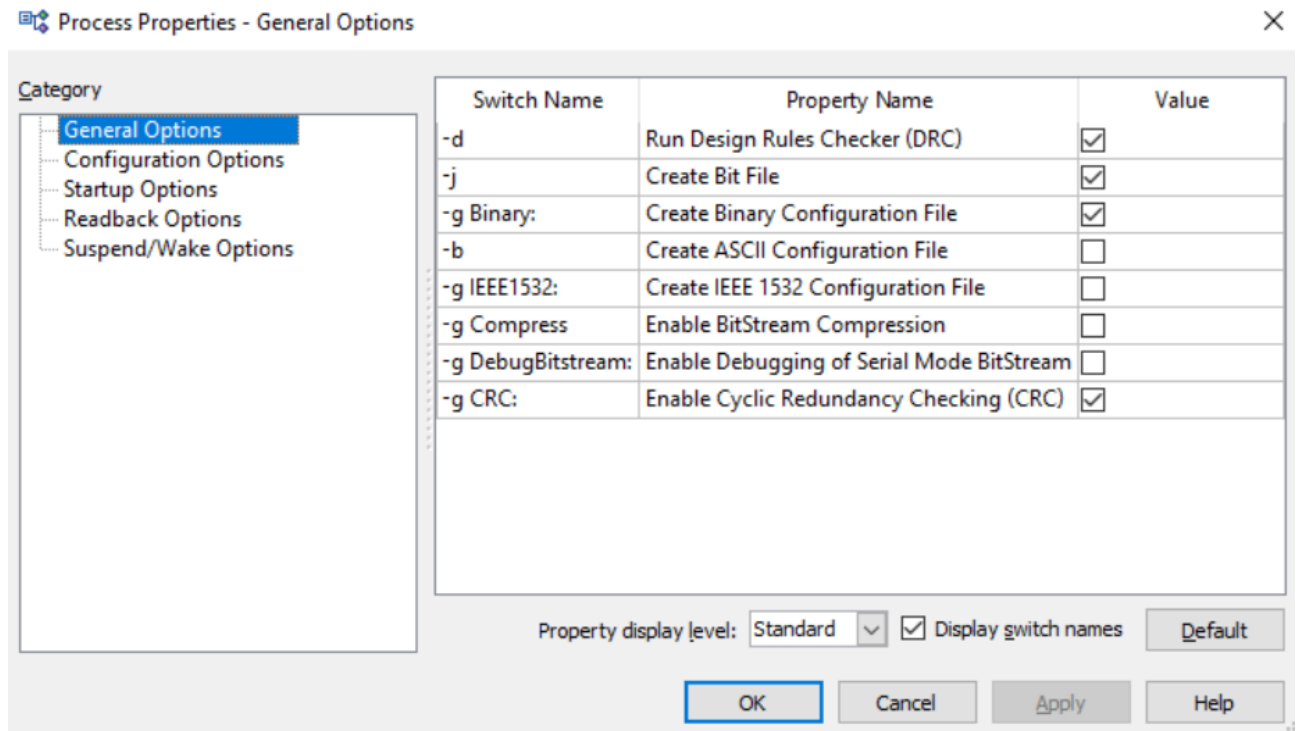 Process Properties - General Options
Category
General Options
Configuration Options
Startup Options
Readback Options
Suspend/Wake Options
Switch Name Property Name Value
-d Run Design Rules Checker (DRC)
-j Create Bit File
-g Binary: Create Binary Configuration File
-b Create ASCII Configuration File
-g IEEE1532: Create IEEE 1532 Configuration File
-g Compress Enable BitStream Compression
-g DebugBitstream: Enable Debugging of Serial Mode BitStream
-g CRC: Enable Cyclic Redundancy Checking (CRC)
Property display level: Standard Display switch names Default
OK Cancel Apply Help